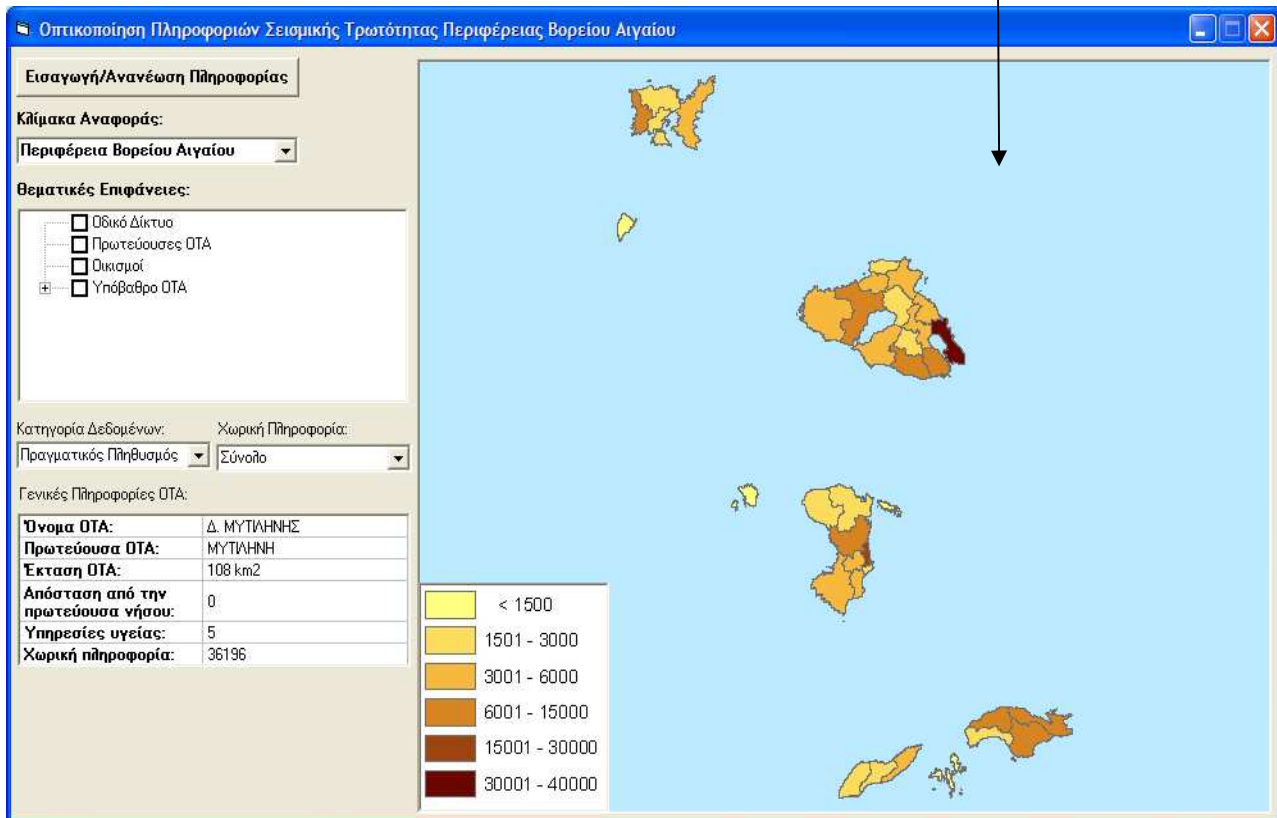 Οπτικοποίηση Πληροφοριών Σεισμικής Τρωτότητας Περιφέρειας Βορείου Αιγαίου
Εισαγωγή/Ανανέωση Πληροφορίας
Κλίμακα Αναφοράς:
Περιφέρεια Βορείου Αιγαίου
Θεματικές Επιφάνειες:
Οδικό Δίκτυο
Πρωτεύουσες ΟΤΑ
Οικισμοί
Υπόβαθρο ΟΤΑ
Κατηγορία Δεδομένων: Χωρική Πληροφορία:
Πραγματικός Πληθυσμός Σύνολο
Γενικές Πληροφορίες ΟΤΑ:
Όνομα ΟΤΑ: Δ. ΜΥΤΙΛΗΝΗΣ
Πρωτεύουσα ΟΤΑ: ΜΥΤΙΛΗΝΗ
Έκταση ΟΤΑ: 108 km2
Απόσταση από την
πρωτεύουσα νήσου: 0
Υπηρεσίες υγείας: 5
Χωρική πληροφορία: 36196
< 1500
1501 - 3000
3001 - 6000
6001 - 15000
15001 - 30000
30001 - 40000